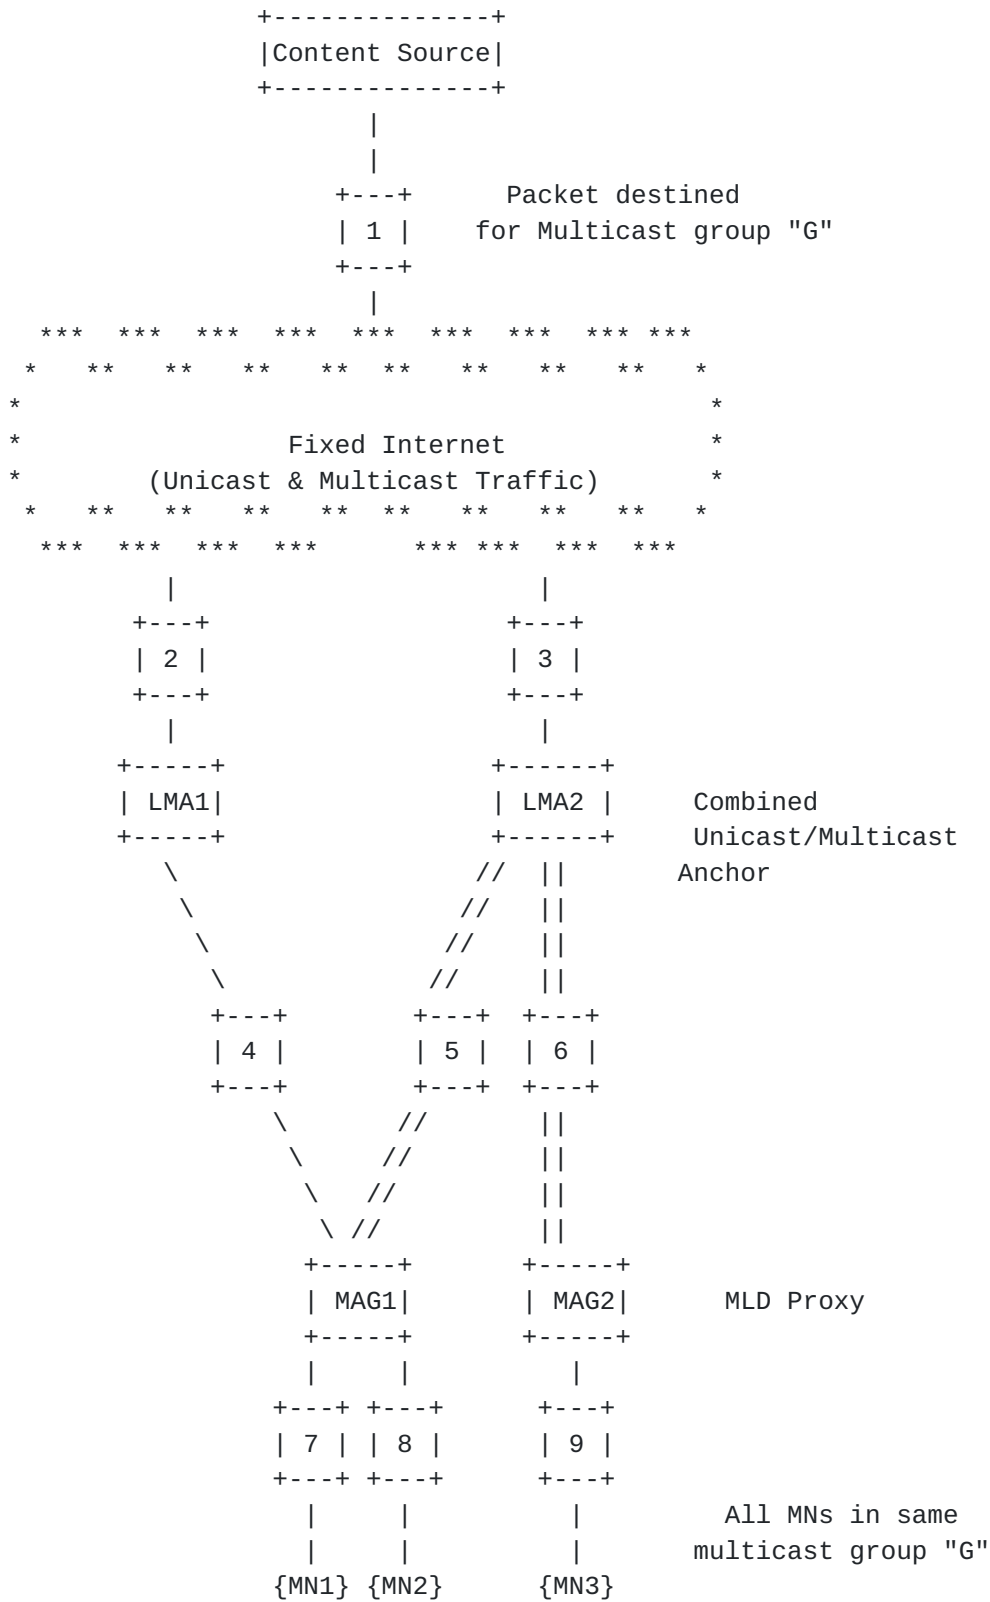 Content Source
Packet destined
1 for Multicast group "G"
Fixed Internet
(Unicast & Multicast Traffic)
2 3
LMA1 LMA2 Combined
Unicast/Multicast
Anchor
4 5 6
MAG1 MAG2 MLD Proxy
7 8 9
All MNs in same
multicast group "G"
{MN1} {MN2} {MN3}